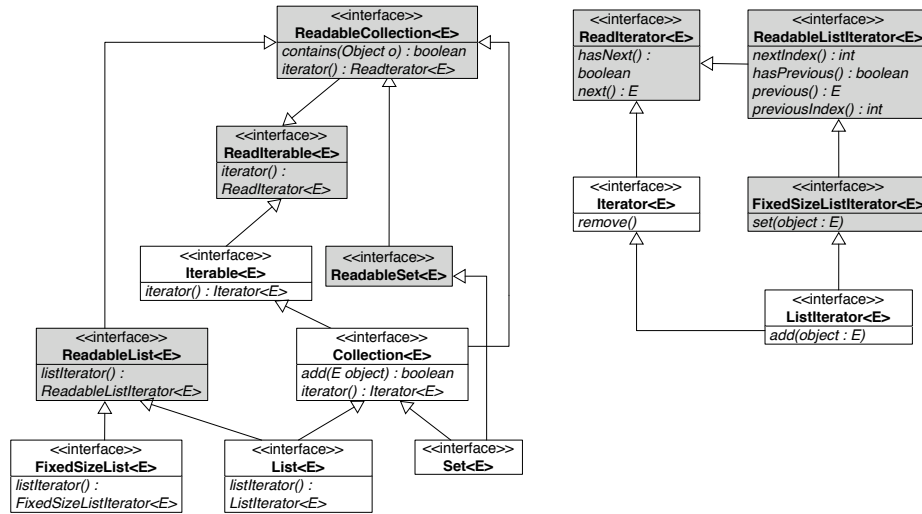 <<interface>>
ReadableCollection<E>
contains(Object o) : boolean
iterator() : Readterator<E>
<<interface>>
ReadIterable<E>
iterator() :
ReadIterator<E>
<<interface>>
Iterable<E>
iterator() : Iterator<E>
<<interface>>
ReadableSet<E>
<<interface>>
ReadableList<E>
listIterator() :
ReadableListIterator<E>
<<interface>>
Collection<E>
add(E object) : boolean
iterator() : Iterator<E>
<<interface>>
FixedSizeList<E>
listIterator() :
FixedSizeListIterator<E>
<<interface>>
List<E>
listIterator() :
ListIterator<E>
<<interface>>
Set<E>
<<interface>>
ReadIterator<E>
hasNext() :
boolean
next() : E
<<interface>>
ReadableListIterator<E>
nextIndex() : int
hasPrevious() : boolean
previous() : E
previousIndex() : int
<<interface>>
Iterator<E>
remove()
<<interface>>
FixedSizeListIterator<E>
set(object : E)
<<interface>>
ListIterator<E>
add(object : E)